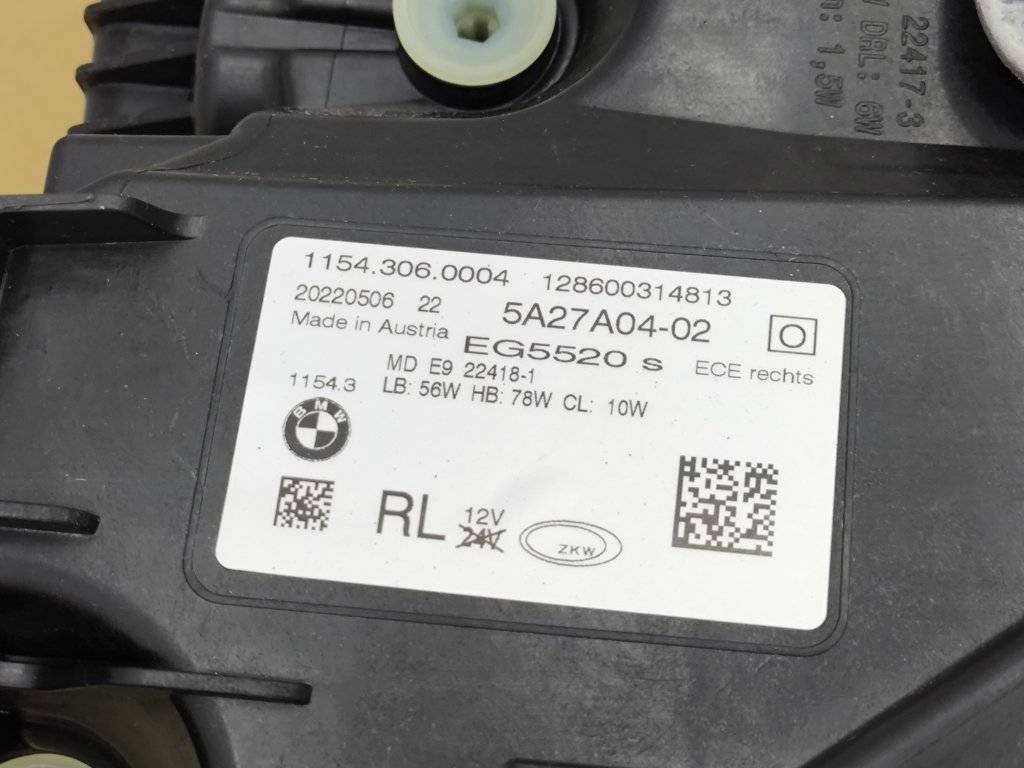 22417-3
DRL: 6W
: 1,5W
1154.306.0004 128600314813
20220506 22 5A27A04-02 O
Made in Austria EG5520 S ECE rechts
MD E9 22418-1
1154.3 LB: 56W HB: 78W CL: 10W
BMW
RL 12V
24V
ZKW